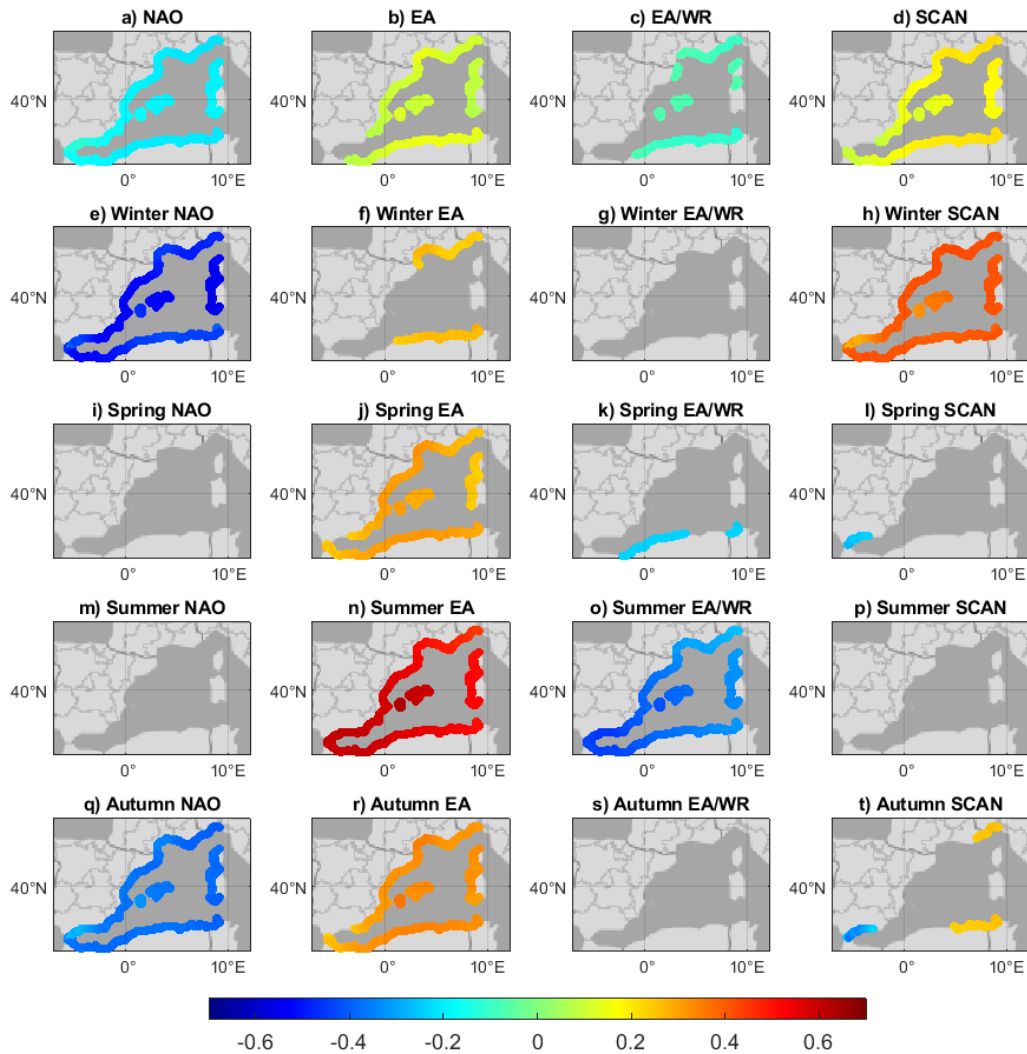 a) NAO b) EA c) EA/WR d) SCAN
40°N 40°N 40°N 40°N
0° 10°E 0° 10°E 0° 10°E 0° 10°E
e) Winter NAO f) Winter EA g) Winter EA/WR h) Winter SCAN
40°N 40°N 40°N 40°N
0° 10°E 0° 10°E 0° 10°E 0° 10°E
i) Spring NAO j) Spring EA k) Spring EA/WR l) Spring SCAN
40°N 40°N 40°N 40°N
0° 10°E 0° 10°E 0° 10°E 0° 10°E
m) Summer NAO n) Summer EA o) Summer EA/WR p) Summer SCAN
40°N 40°N 40°N 40°N
0° 10°E 0° 10°E 0° 10°E 0° 10°E
q) Autumn NAO r) Autumn EA s) Autumn EA/WR t) Autumn SCAN
40°N 40°N 40°N 40°N
0° 10°E 0° 10°E 0° 10°E 0° 10°E
-0.6 -0.4 -0.2 0 0.2 0.4 0.6